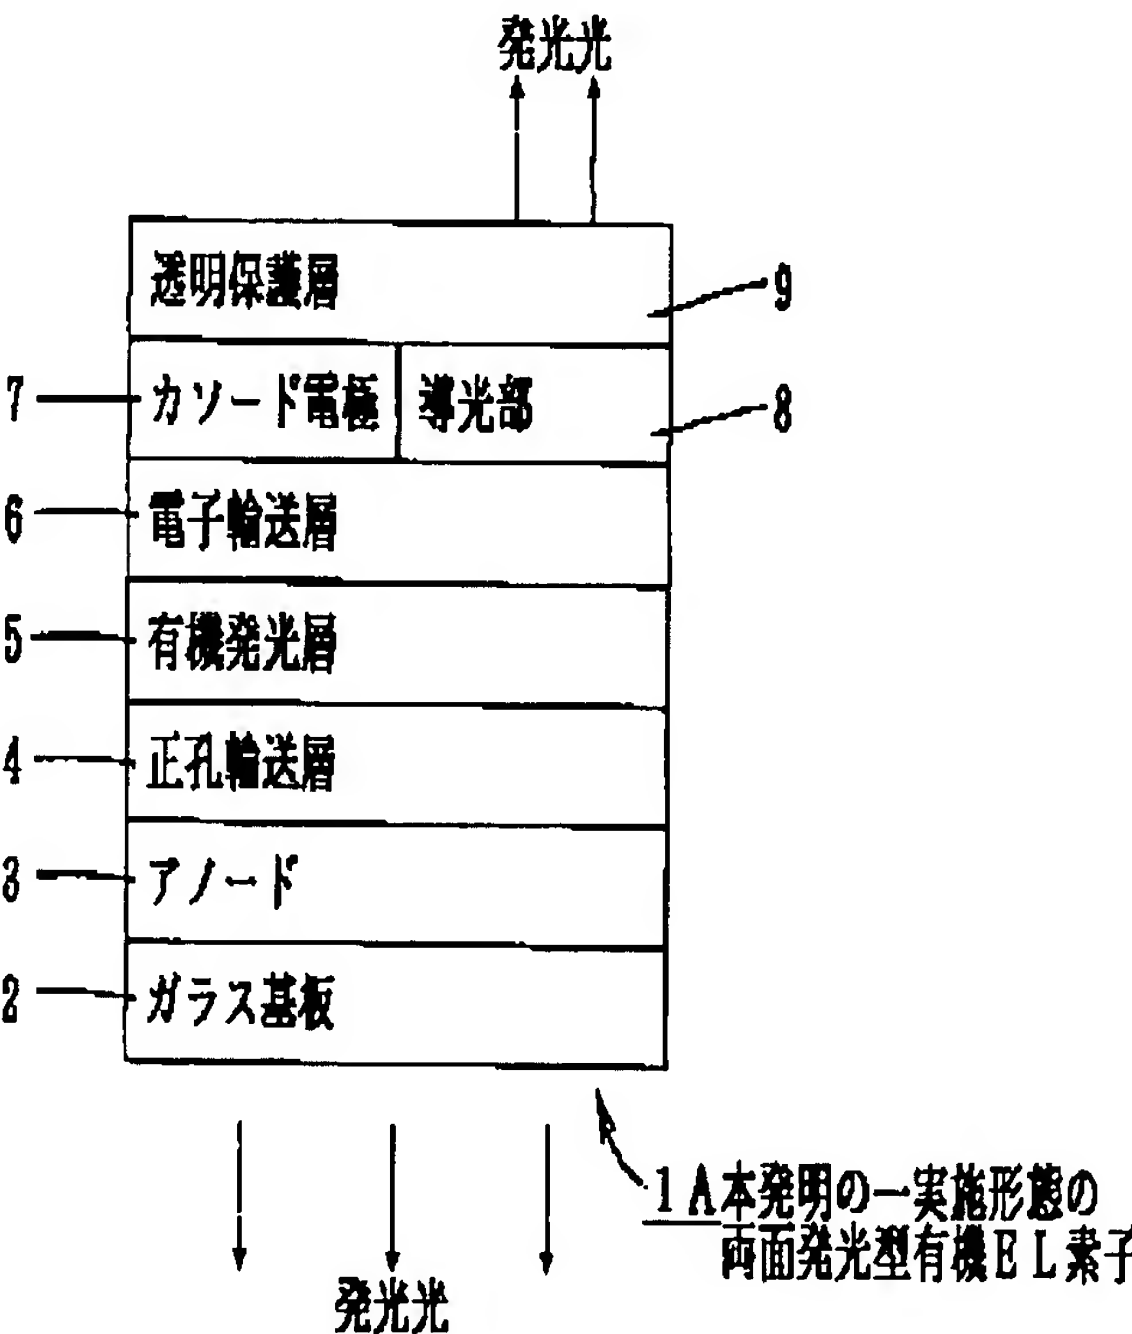 発光光
透明保護層
9
7
カソード電極
導光部
8
6
電子輸送層
5
有機発光層
4
正孔輸送層
3
アノード
2
ガラス基板
1A本発明の一実施形態の
両面発光型有機EL素子
発光光